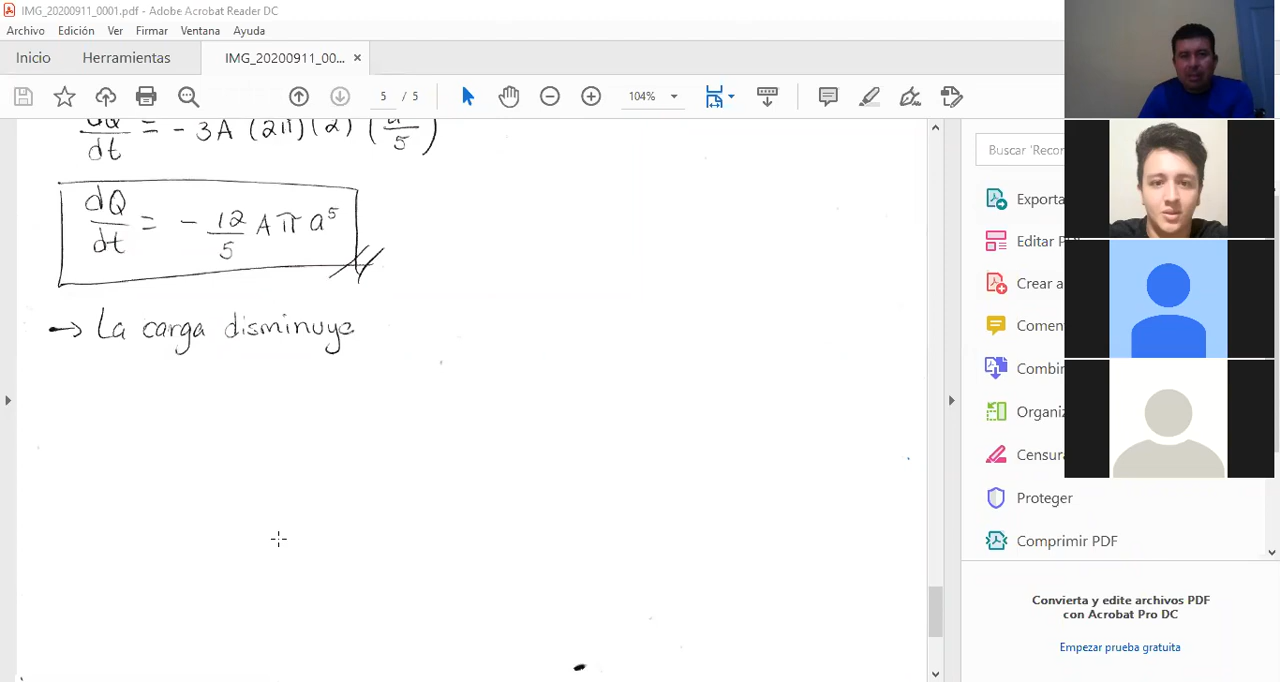 IMG_20200911_0001.pdf - Adobe Acrobat Reader DC
Archivo Edición Ver Firmar Ventana Ayuda
Inicio Herramientas IMG_20200911_00... ×
5 / 5 104%
dQ/dt = - 3A (2π)(2)(a⁵/5)
dQ/dt = - 12/5 A π a⁵
→ La carga disminuye
Buscar 'Recor
Exporta
Editar P
Crear a
Comen
Combin
Organiz
Censura
Proteger
Comprimir PDF
Convierta y edite archivos PDF
con Acrobat Pro DC
Empezar prueba gratuita